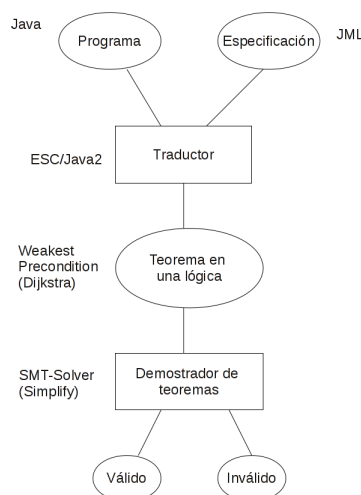 Java
Programa
Especificación
JML
ESC/Java2
Traductor
Weakest
Precondition
(Dijkstra)
Teorema en
una lógica
SMT-Solver
(Simplify)
Demostrador de
teoremas
Válido
Inválido